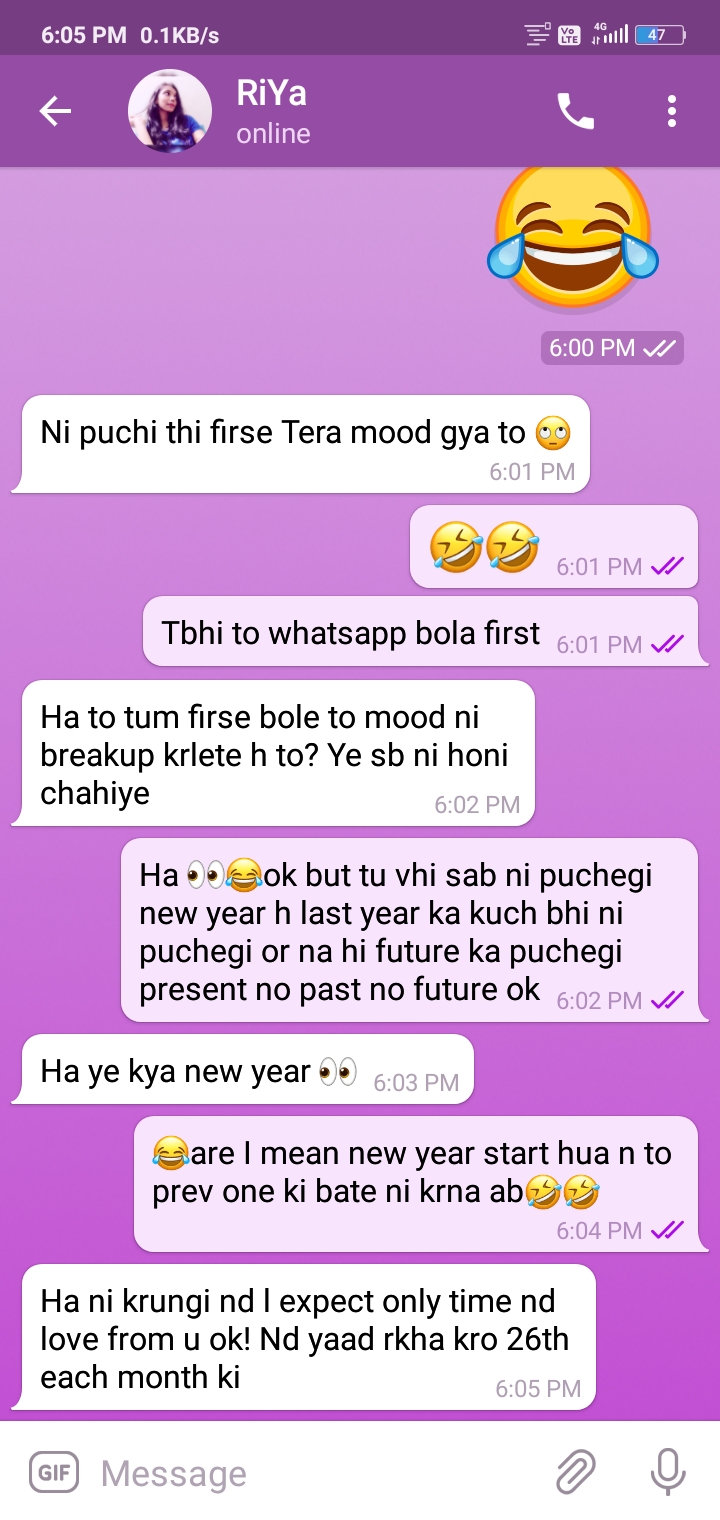 6:05 PM 0.1KB/s
Vo LTE 4G 47
RiYa
online
6:00 PM
Ni puchi thi firse Tera mood gya to 🙄
6:01 PM
🤣🤣 6:01 PM
Tbhi to whatsapp bola first 6:01 PM
Ha to tum firse bole to mood ni
breakup krlete h to? Ye sb ni honi
chahiye 6:02 PM
Ha 👀😂ok but tu vhi sab ni puchegi
new year h last year ka kuch bhi ni
puchegi or na hi future ka puchegi
present no past no future ok 6:02 PM
Ha ye kya new year 👀 6:03 PM
😂are I mean new year start hua n to
prev one ki bate ni krna ab🤣🤣
6:04 PM
Ha ni krungi nd I expect only time nd
love from u ok! Nd yaad rkha kro 26th
each month ki 6:05 PM
GIF Message